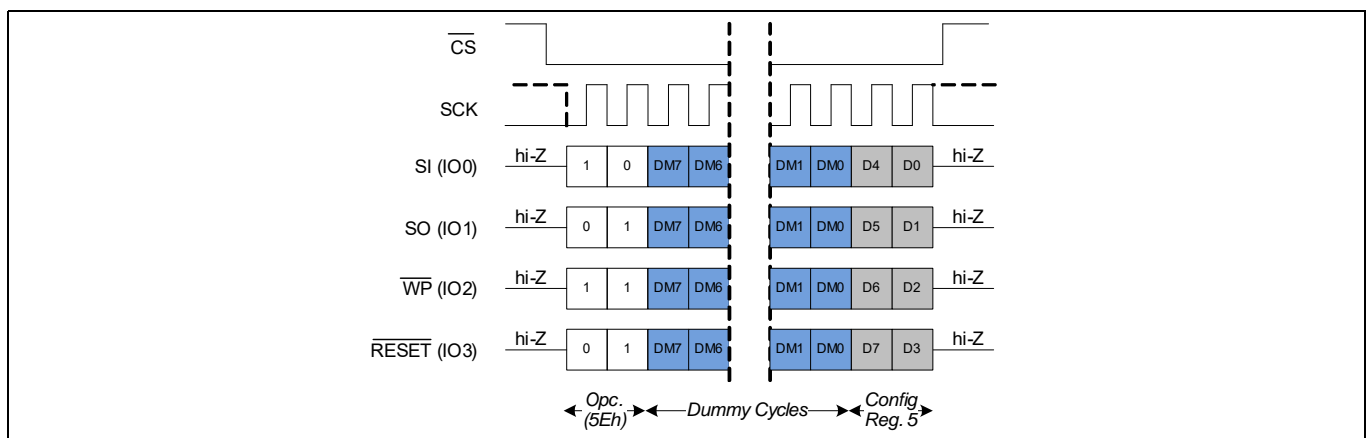 CS
SCK
SI (IO0) hi-Z 1 0 DM7 DM6 DM1 DM0 D4 D0 hi-Z
SO (IO1) hi-Z 0 1 DM7 DM6 DM1 DM0 D5 D1 hi-Z
WP (IO2) hi-Z 1 1 DM7 DM6 DM1 DM0 D6 D2 hi-Z
RESET (IO3) hi-Z 0 1 DM7 DM6 DM1 DM0 D7 D3 hi-Z
Opc. (5Eh) Dummy Cycles Config Reg. 5